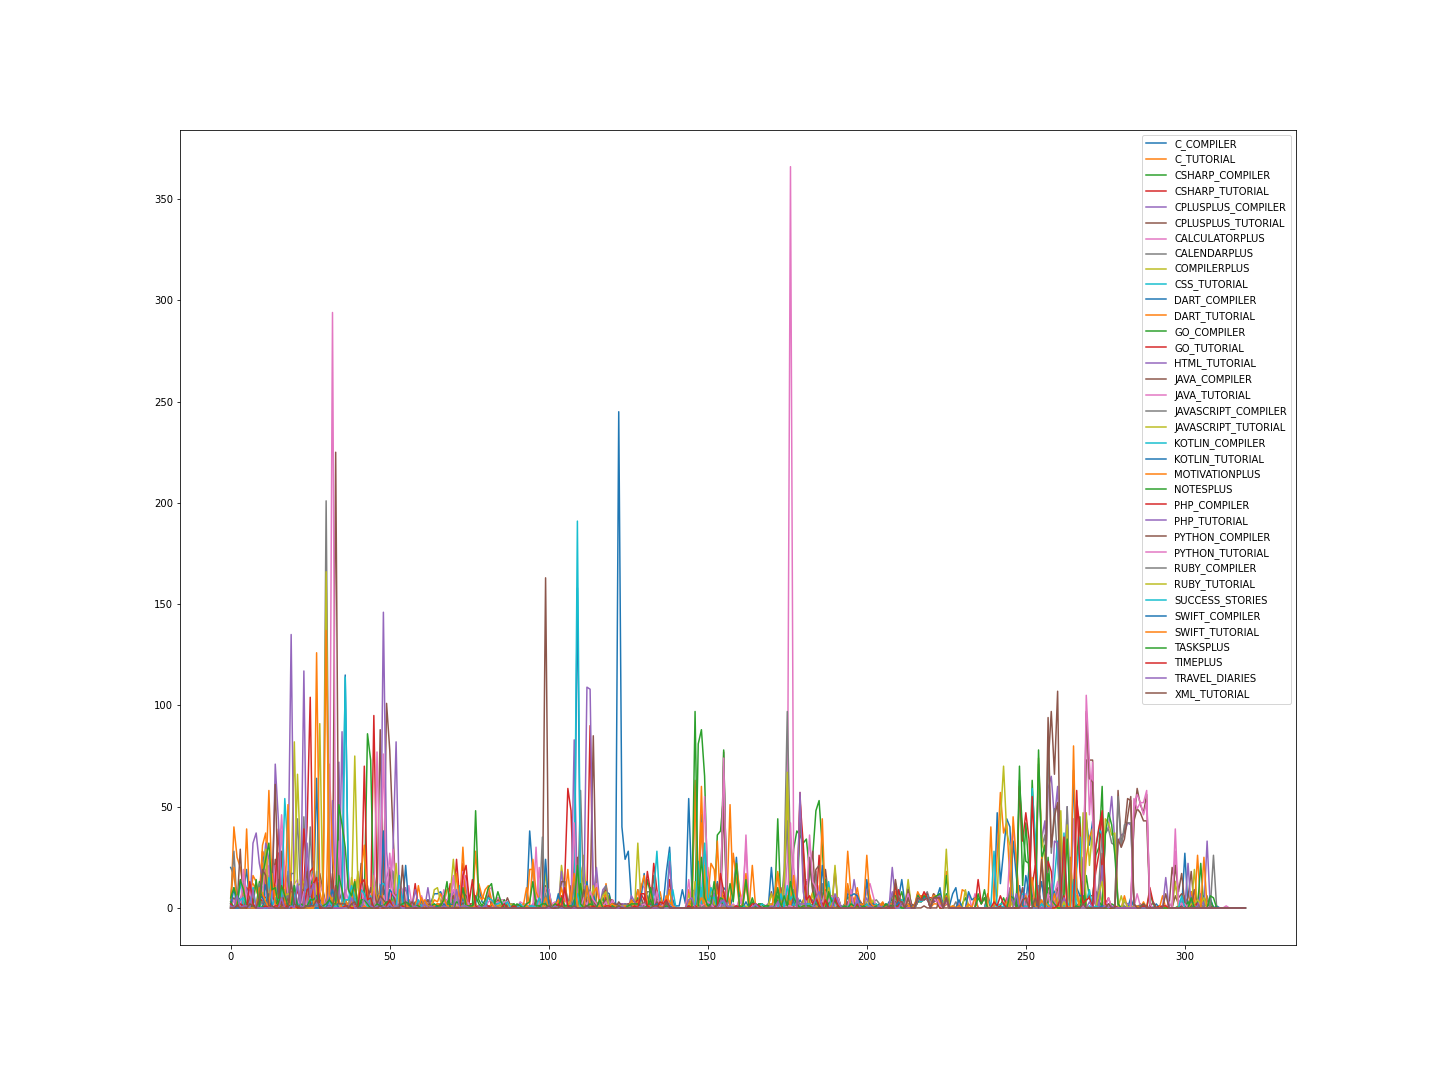 350
300
250
200
150
100
50
0
0 50 100 150 200 250 300
C_COMPILER
C_TUTORIAL
CSHARP_COMPILER
CSHARP_TUTORIAL
CPLUSPLUS_COMPILER
CPLUSPLUS_TUTORIAL
CALCULATORPLUS
CALENDARPLUS
COMPILERPLUS
CSS_TUTORIAL
DART_COMPILER
DART_TUTORIAL
GO_COMPILER
GO_TUTORIAL
HTML_TUTORIAL
JAVA_COMPILER
JAVA_TUTORIAL
JAVASCRIPT_COMPILER
JAVASCRIPT_TUTORIAL
KOTLIN_COMPILER
KOTLIN_TUTORIAL
MOTIVATIONPLUS
NOTESPLUS
PHP_COMPILER
PHP_TUTORIAL
PYTHON_COMPILER
PYTHON_TUTORIAL
RUBY_COMPILER
RUBY_TUTORIAL
SUCCESS_STORIES
SWIFT_COMPILER
SWIFT_TUTORIAL
TASKSPLUS
TIMEPLUS
TRAVEL_DIARIES
XML_TUTORIAL